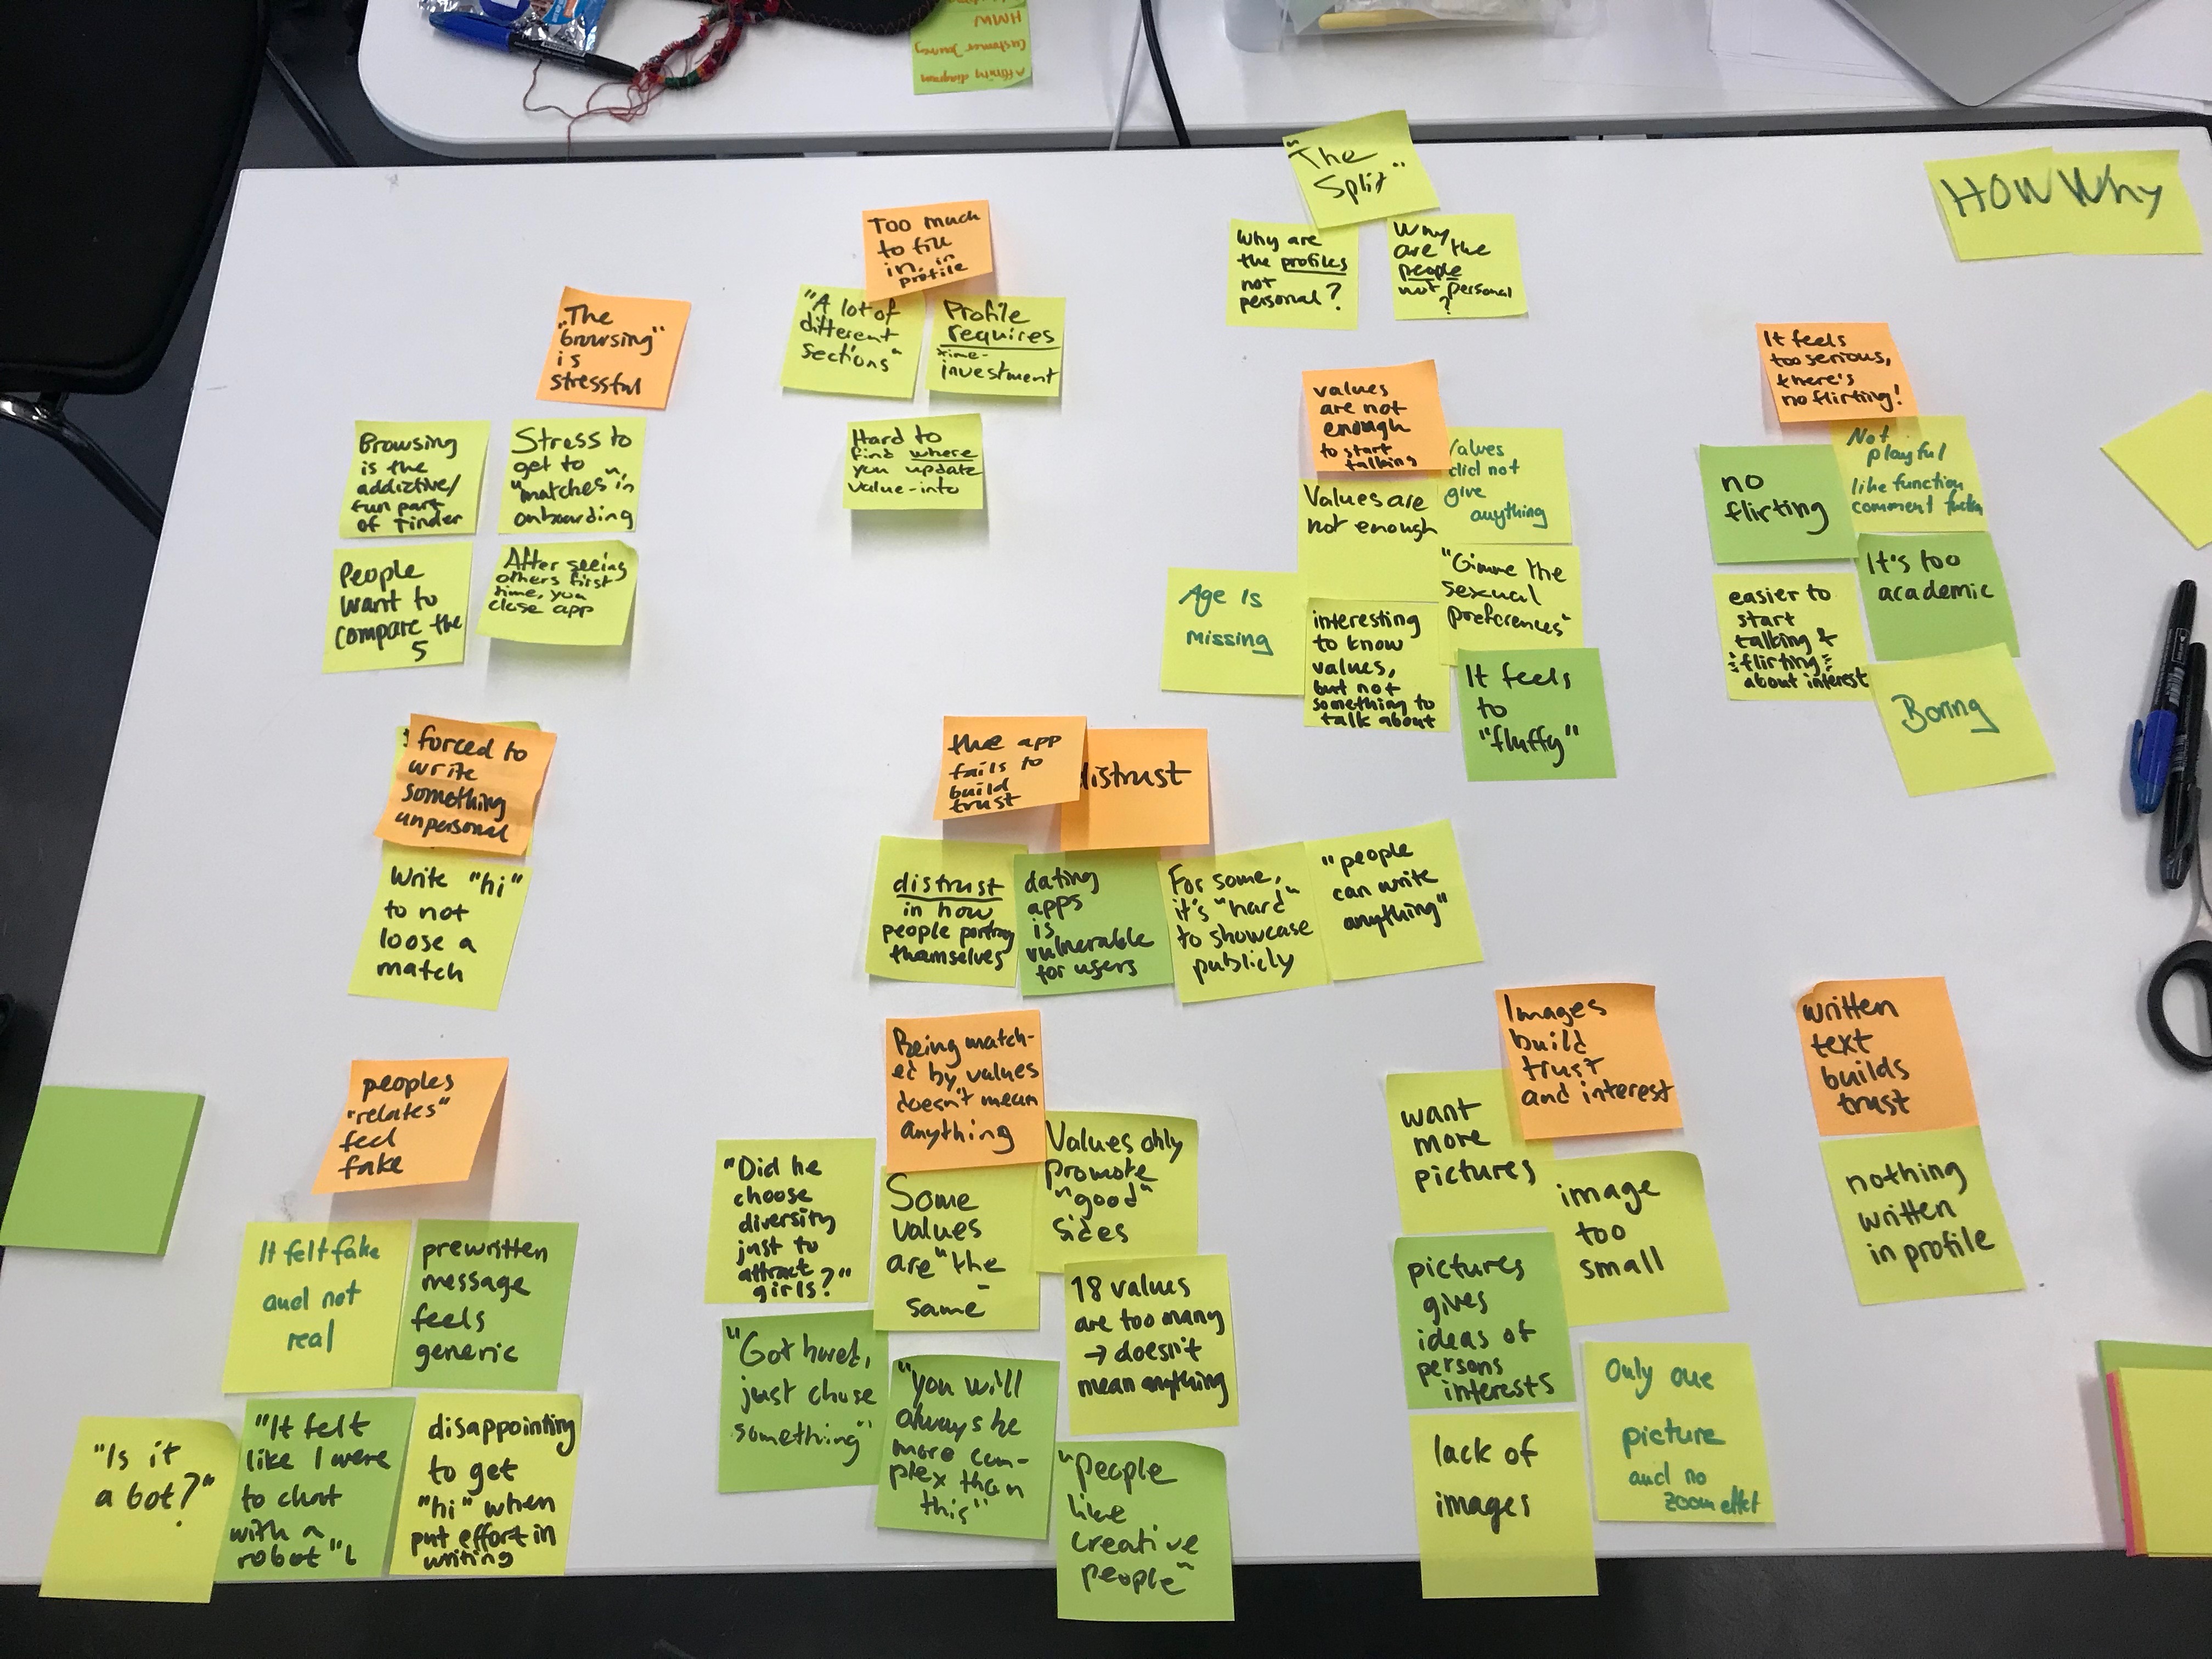 HMW
Customer Journey
Affinity diagram
"The
Split"
Why are
the profiles
not
personal?
Why
are the
people
not personal
?
HOW Why
Too much
to fill
in, in
profile
"A lot of
different
sections"
Profile
requires
time-
investment
Hard to
find where
you update
value-info
"The
browsing"
is
stressful
Browsing
is the
addictive/
fun part
of Tinder
Stress to
get to
"matches" in
onboarding
People
want to
compare the
5
After seeing
others first
time, you
close app
values
are not
enough
to start
talking
Values
did not
give
anything
Values are
not enough
"Gimme the
sexual
preferences"
Age is
missing
interesting
to know
values,
but not
something to
talk about
It feels
to
"fluffy"
It feels
too serious,
there's
no flirting!
no
flirting
Not
playful
like function
comment
It's too
academic
easier to
start
talking &
flirting
about interest
Boring
forced to
write
something
unpersonal
Write "hi"
to not
loose a
match
the app
fails to
build
trust
distrust
distrust
in how
people portray
themselves
dating
apps
is
vulnerable
for users
For some,
it's "hard"
to showcase
publicly
"people
can write
anything"
peoples
"relates"
feel
fake
It felt fake
and not
real
prewritten
message
feels
generic
"Is it
a bot?"
"It felt
like I were
to chat
with a
robot"
disappointing
to get
"hi" when
put effort in
writing
Being match-
ed by values
doesn't mean
anything
"Did he
choose
diversity
just to
attract
girls?"
Some
values
are "the
same"
Values only
promote
"good"
sides
18 values
are too many
→ doesn't
mean anything
"Got bored,
just chose
something"
"you will
always be
more com-
plex than
this"
"people
like
creative
people"
Images
build
trust
and interest
want
more
pictures
image
too
small
pictures
gives
ideas of
persons
interests
Only one
picture
and no
zoom effet
lack of
images
written
text
builds
trust
nothing
written
in profile